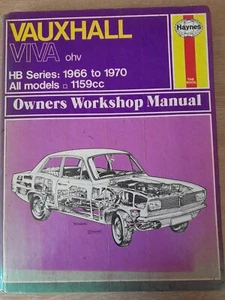 VAUXHALL
VIVA ohv
Haynes
HB Series: 1966 to 1970
All models □ 1159cc
Owners Workshop Manual